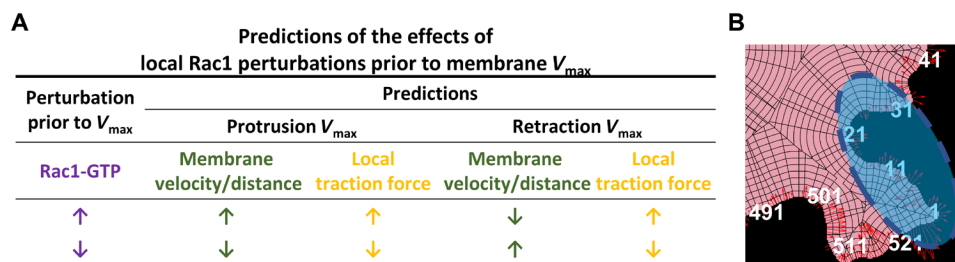 A
Predictions of the effects of
local Rac1 perturbations prior to membrane Vmax
Perturbation
prior to Vmax
Predictions
Protrusion Vmax
Retraction Vmax
Rac1-GTP
Membrane
velocity/distance
Local
traction force
Membrane
velocity/distance
Local
traction force
↑ ↑ ↑ ↓ ↑
↓ ↓ ↓ ↑ ↓
B
41
31
21
11
1
501
491
511
521